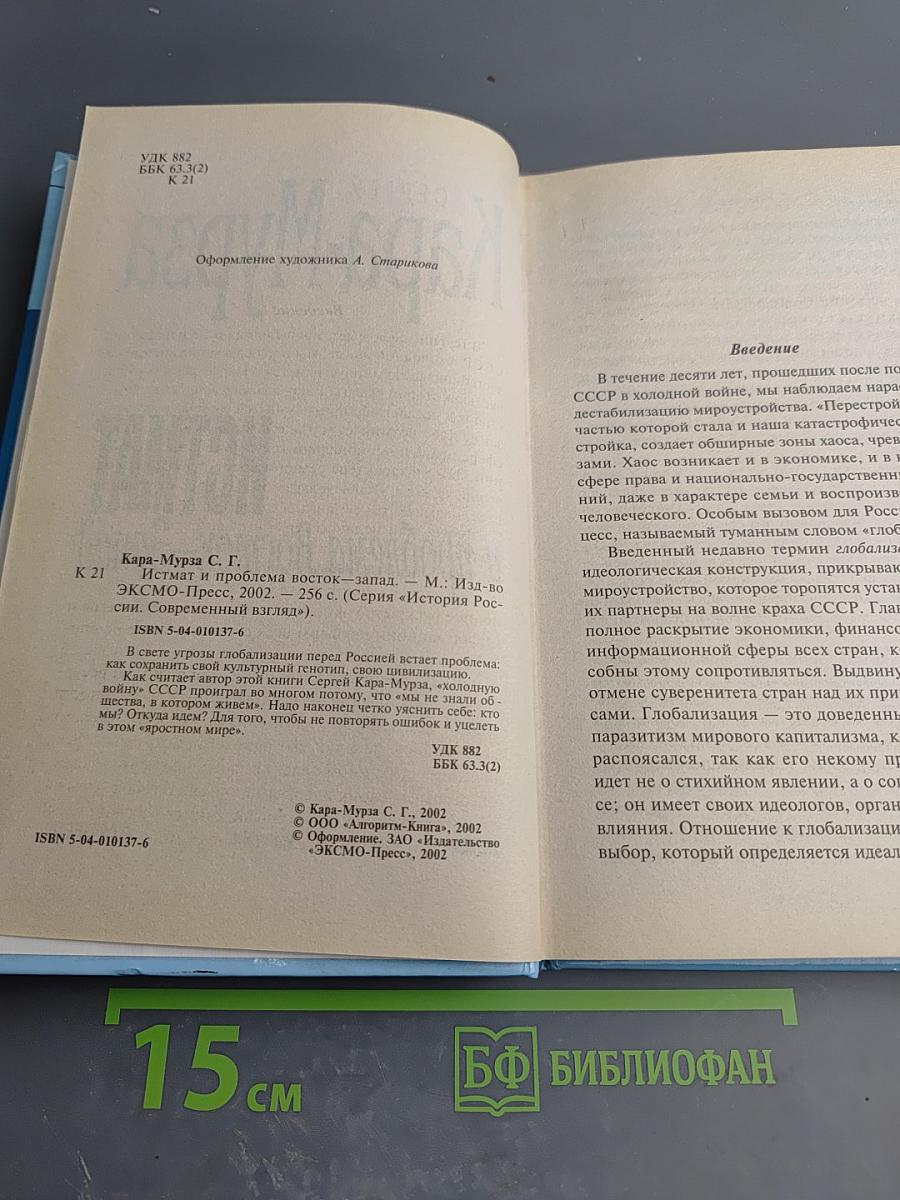 УДК 882
ББК 63.3(2)
К 21
Оформление художника А. Старикова
Кара-Мурза С. Г.
К 21 Истмат и проблема восток—запад. — М.: Изд-во
ЭКСМО-Пресс, 2002. — 256 с. (Серия «История Рос-
сии. Современный взгляд»).
ISBN 5-04-010137-6
В свете угрозы глобализации перед Россией встает проблема:
как сохранить свой культурный генотип, свою цивилизацию.
Как считает автор этой книги Сергей Кара-Мурза, «холодную
войну» СССР проиграл во многом потому, что «мы не знали об -
щества, в котором живем». Надо наконец четко уяснить себе: кто
мы? Откуда идем? Для того, чтобы не повторять ошибок и уцелеть
в этом «яростном мире».
УДК 882
ББК 63.3(2)
© Кара-Мурза С. Г., 2002
© ООО «Алгоритм-Книга», 2002
© Оформление. ЗАО «Издательство
«ЭКСМО-Пресс», 2002
ISBN 5-04-010137-6
Введение
В течение десяти лет, прошедших после по
СССР в холодной войне, мы наблюдаем нара
дестабилизацию мироустройства. «Перестрой
частью которой стала и наша катастрофичес
стройка, создает обширные зоны хаоса, чрев
зами. Хаос возникает и в экономике, и в
сфере права и национально-государственн
ний, даже в характере семьи и воспроизв
человеческого. Особым вызовом для Росс
цесс, называемый туманным словом «глоб
Введенный недавно термин глобализ
идеологическая конструкция, прикрываю
мироустройство, которое торопятся устан
их партнеры на волне краха СССР. Глав
полное раскрытие экономики, финансо
информационной сферы всех стран, к
собны этому сопротивляться. Выдвину
отмене суверенитета стран над их при
сами. Глобализация — это доведенны
паразитизм мирового капитализма, к
распоясался, так как его некому пр
идет не о стихийном явлении, а о со
се; он имеет своих идеологов, орган
влияния. Отношение к глобализаци
выбор, который определяется идеал
15 см
БФ БИБЛИОФАН